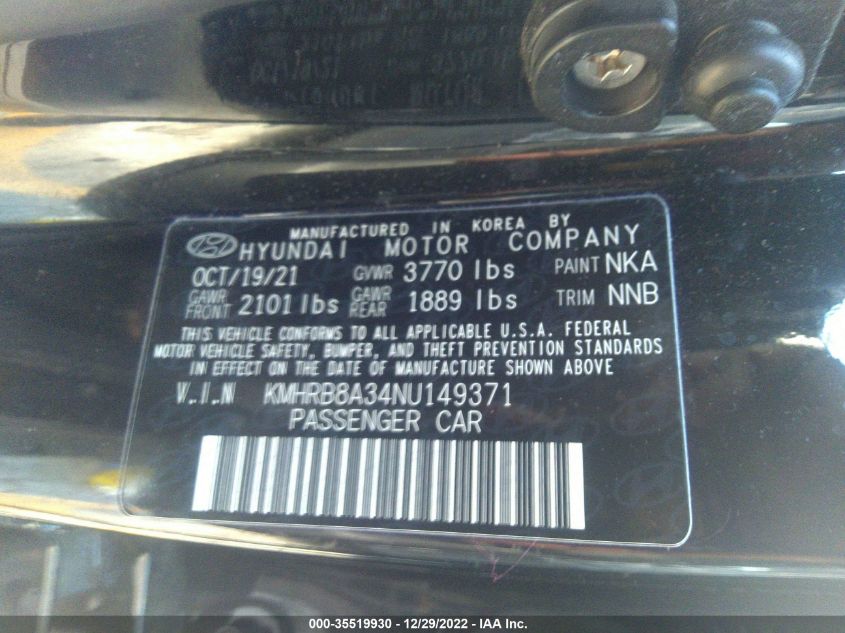 MANUFACTURED IN KOREA BY
HYUNDAI MOTOR COMPANY
OCT/19/21 GVWR 3770 lbs PAINT NKA
GAWR FRONT 2101 lbs GAWR REAR 1889 lbs TRIM NNB
THIS VEHICLE CONFORMS TO ALL APPLICABLE U.S.A. FEDERAL
MOTOR VEHICLE SAFETY, BUMPER, AND THEFT PREVENTION STANDARDS
IN EFFECT ON THE DATE OF MANUFACTURE SHOWN ABOVE
V.I.N KMHRB8A34NU149371
PASSENGER CAR
000-35519930 - 12/29/2022 - IAA Inc.